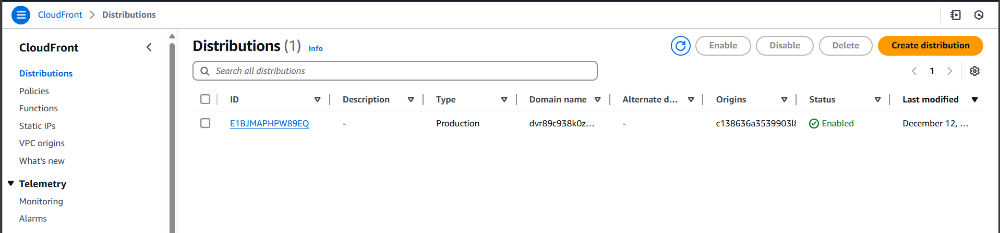 CloudFront > Distributions
CloudFront
Distributions
Policies
Functions
Static IPs
VPC origins
What's new
Telemetry
Monitoring
Alarms
Distributions (1) Info
Enable Disable Delete Create distribution
Search all distributions
1
ID Description Type Domain name Alternate d... Origins Status Last modified
E1BJMAPHPW89EQ - Production dvr89c938k0z... - c138636a3539903l8 Enabled December 12, ...